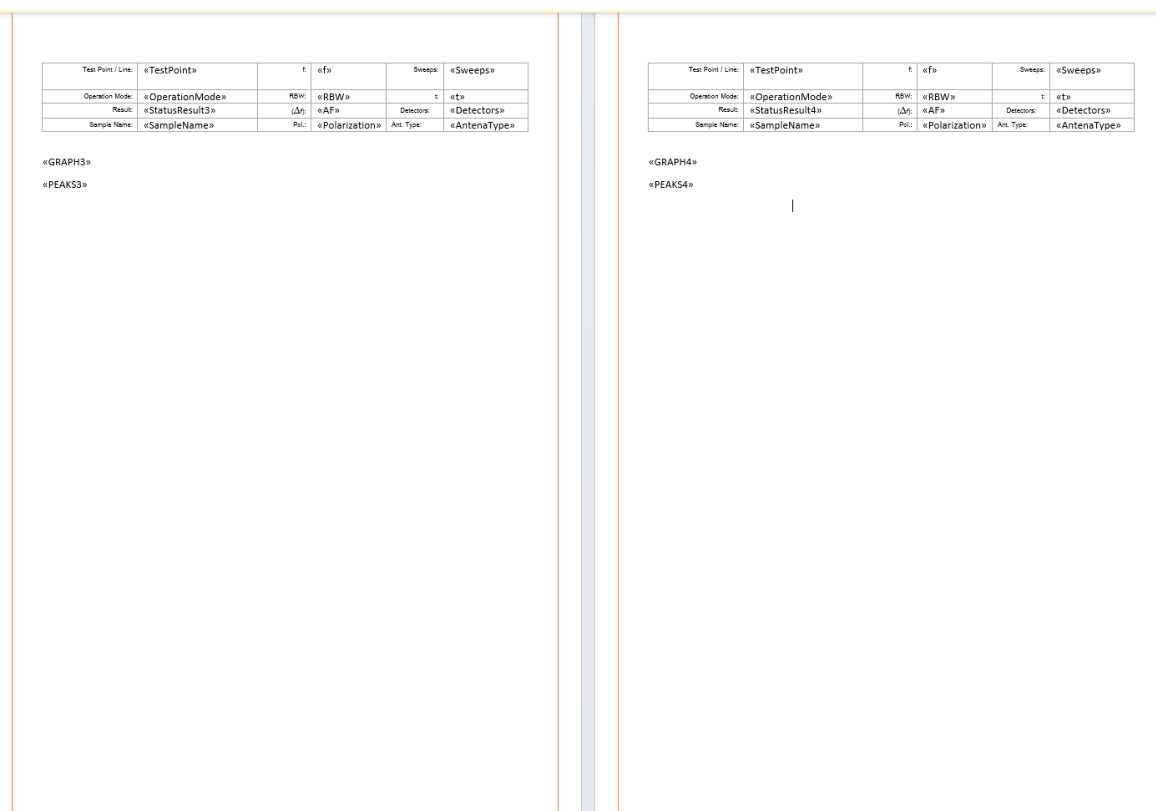 Test Point / Line: «TestPoint» f: «f» Sweeps: «Sweeps»
Operation Mode: «OperationMode» RBW: «RBW» t: «t»
Result: «StatusResult3» (Δf): «AF» Detectors: «Detectors»
Sample Name: «SampleName» Pol.: «Polarization» Ant. Type: «AntenaType»
«GRAPH3»
«PEAKS3»
Test Point / Line: «TestPoint» f: «f» Sweeps: «Sweeps»
Operation Mode: «OperationMode» RBW: «RBW» t: «t»
Result: «StatusResult4» (Δf): «AF» Detectors: «Detectors»
Sample Name: «SampleName» Pol.: «Polarization» Ant. Type: «AntenaType»
«GRAPH4»
«PEAKS4»